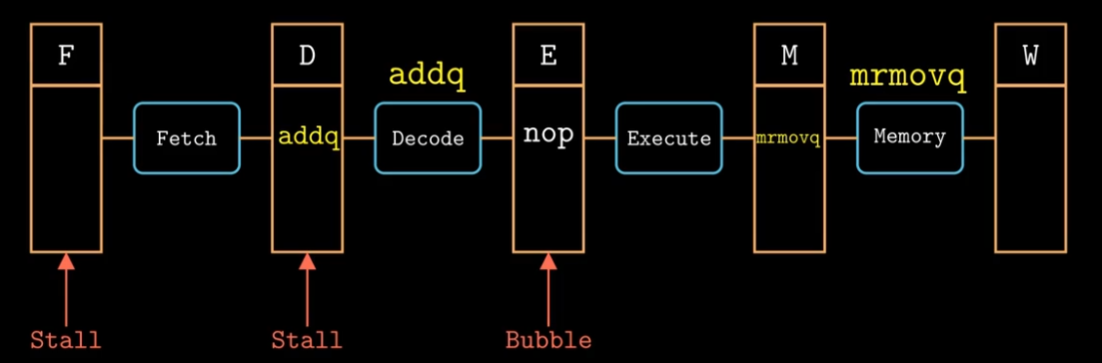 F
D
E
M
W
addq
mrmovq
Fetch
addq
Decode
nop
Execute
mrmovq
Memory
Stall
Stall
Bubble